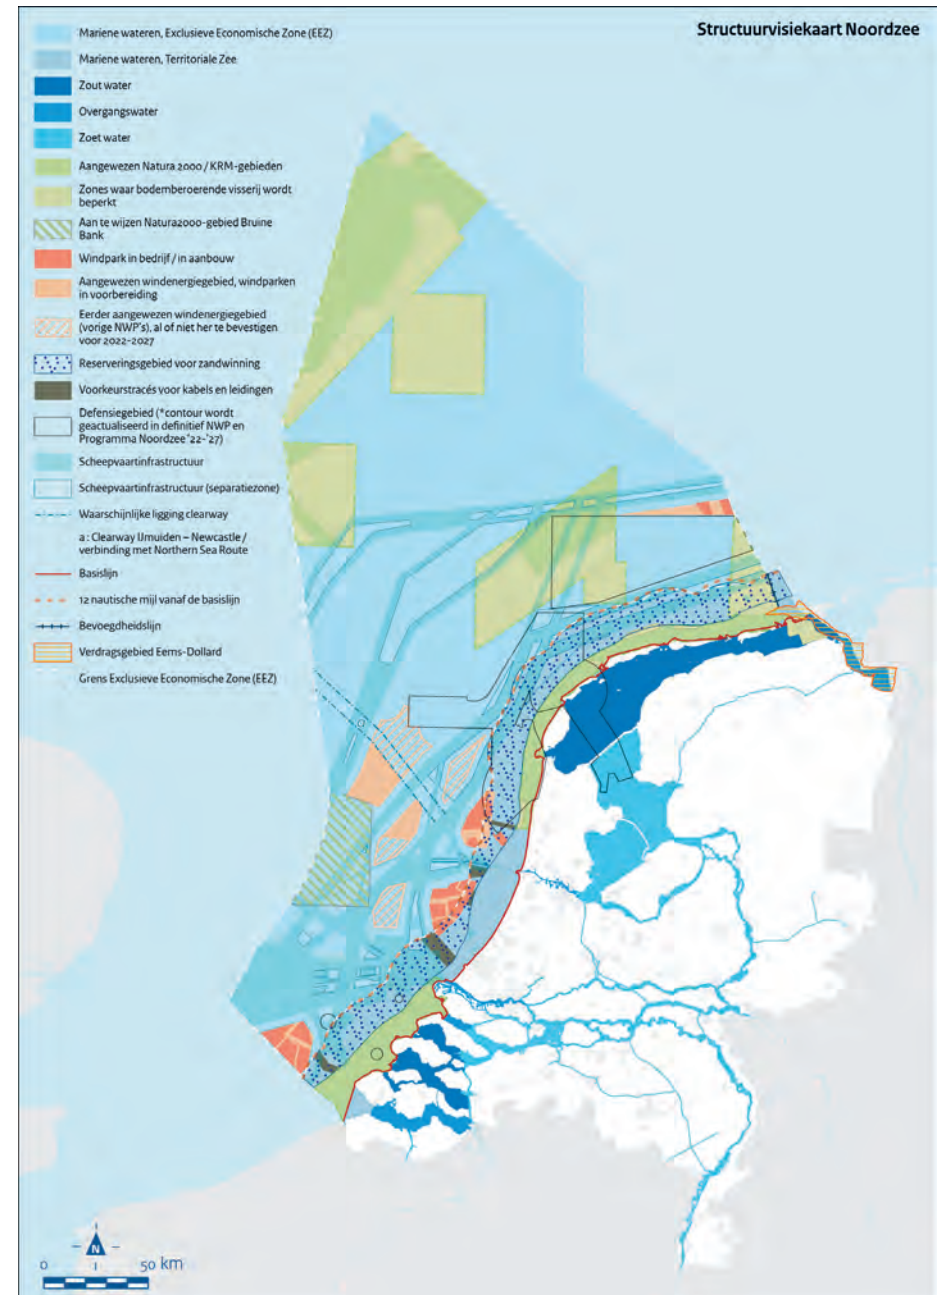 Structuurvisiekaart Noordzee
Mariene wateren, Exclusieve Economische Zone (EEZ)
Mariene wateren, Territoriale Zee
Zout water
Overgangswater
Zoet water
Aangewezen Natura 2000 / KRM-gebieden
Zones waar bodemberoerende visserij wordt
beperkt
Aan te wijzen Natura2000-gebied Bruine
Bank
Windpark in bedrijf / in aanbouw
Aangewezen windenergiegebied, windparken
in voorbereiding
Eerder aangewezen windenergiegebied
(vorige NWP's), al of niet her te bevestigen
voor 2022-2027
Reserveringsgebied voor zandwinning
Voorkeurstracés voor kabels en leidingen
Defensiegebied (*contour wordt
geactualiseerd in definitief NWP en
Programma Noordzee '22-'27)
Scheepvaartinfrastructuur
Scheepvaartinfrastructuur (separatiezone)
Waarschijnlijke ligging clearway
a : Clearway IJmuiden – Newcastle /
verbinding met Northern Sea Route
Basislijn
12 nautische mijl vanaf de basislijn
Bevoegdheidslijn
Verdragsgebied Eems-Dollard
Grens Exclusieve Economische Zone (EEZ)
a
N
0 50 km